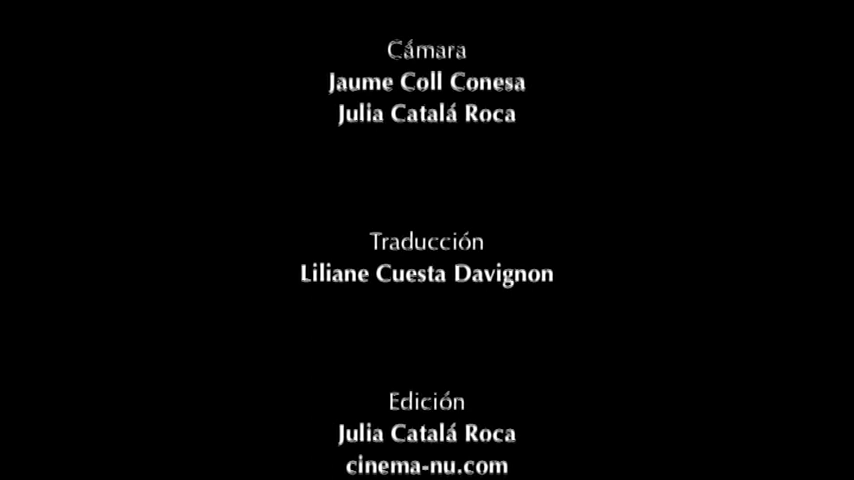 Cámara
Jaume Coll Conesa
Julia Catalá Roca
Traducción
Liliane Cuesta Davignon
Edición
Julia Catalá Roca
cinema-nu.com